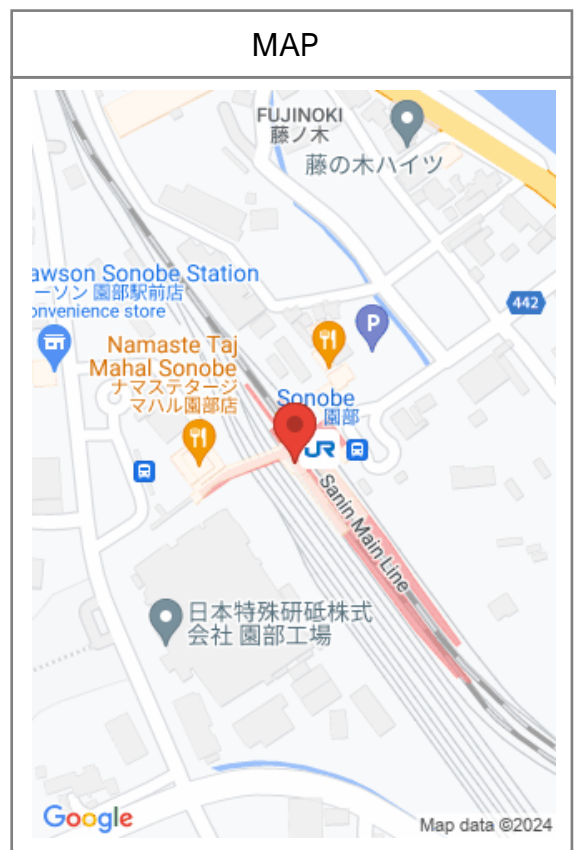 MAP
FUJINOKI
藤ノ木
藤の木ハイツ
awson Sonobe Station
ーソン 園部駅前店
onvenience store
442
P
Namaste Taj
Mahal Sonobe
ナマステタージ
マハル園部店
Sonobe
園部
JR
Sanin Main Line
日本特殊研砥株式
会社 園部工場
Google
Map data ©2024